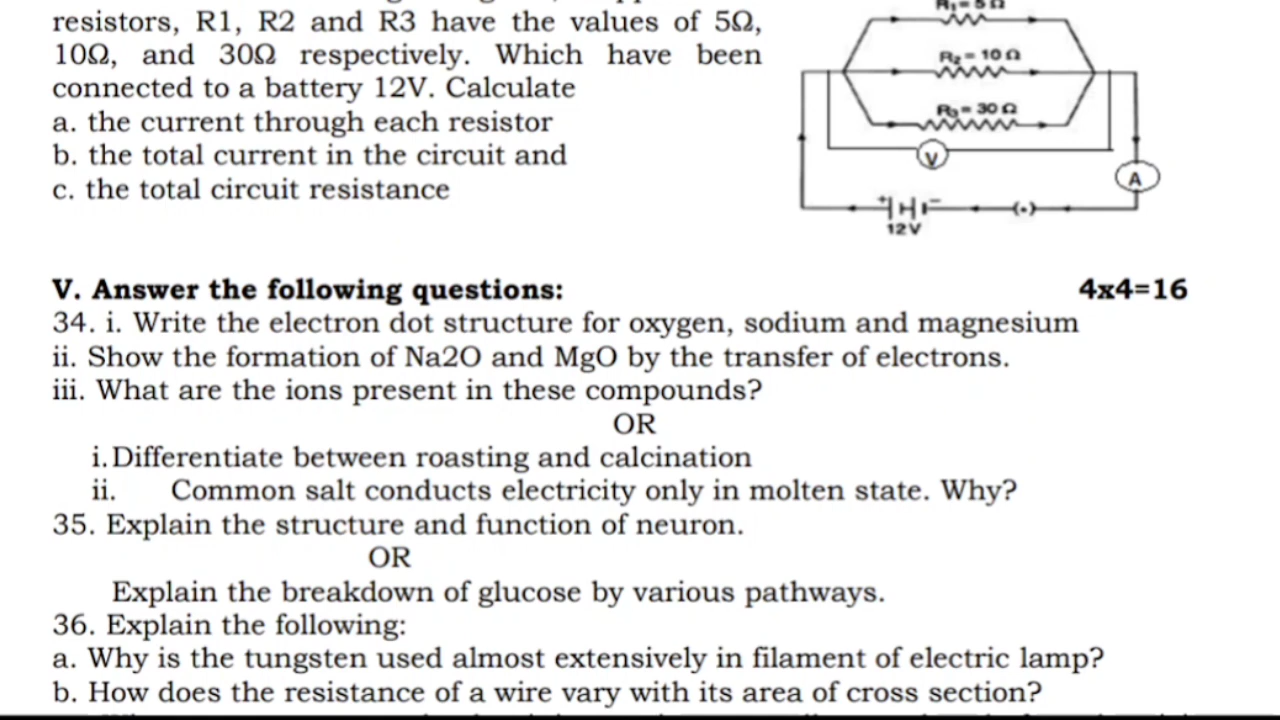 resistors, R1, R2 and R3 have the values of 5Ω,
10Ω, and 30Ω respectively. Which have been
connected to a battery 12V. Calculate
a. the current through each resistor
b. the total current in the circuit and
c. the total circuit resistance
R₁=5Ω
R₂=10Ω
R₃=30Ω
V
A
+ −
12V
V. Answer the following questions: 4x4=16
34. i. Write the electron dot structure for oxygen, sodium and magnesium
ii. Show the formation of Na2O and MgO by the transfer of electrons.
iii. What are the ions present in these compounds?
OR
i. Differentiate between roasting and calcination
ii. Common salt conducts electricity only in molten state. Why?
35. Explain the structure and function of neuron.
OR
Explain the breakdown of glucose by various pathways.
36. Explain the following:
a. Why is the tungsten used almost extensively in filament of electric lamp?
b. How does the resistance of a wire vary with its area of cross section?